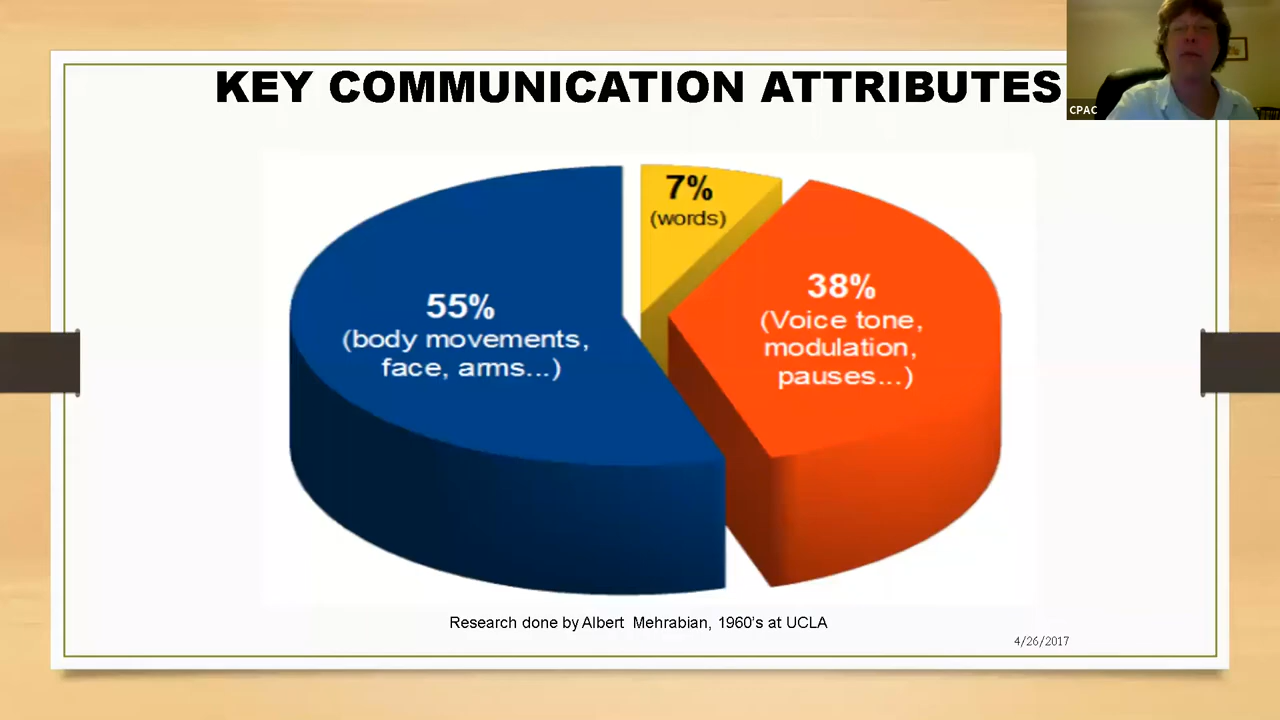 KEY COMMUNICATION ATTRIBUTES
CPAC
7%
(words)
55%
(body movements,
face, arms...)
38%
(Voice tone,
modulation,
pauses...)
Research done by Albert Mehrabian, 1960's at UCLA
4/26/2017